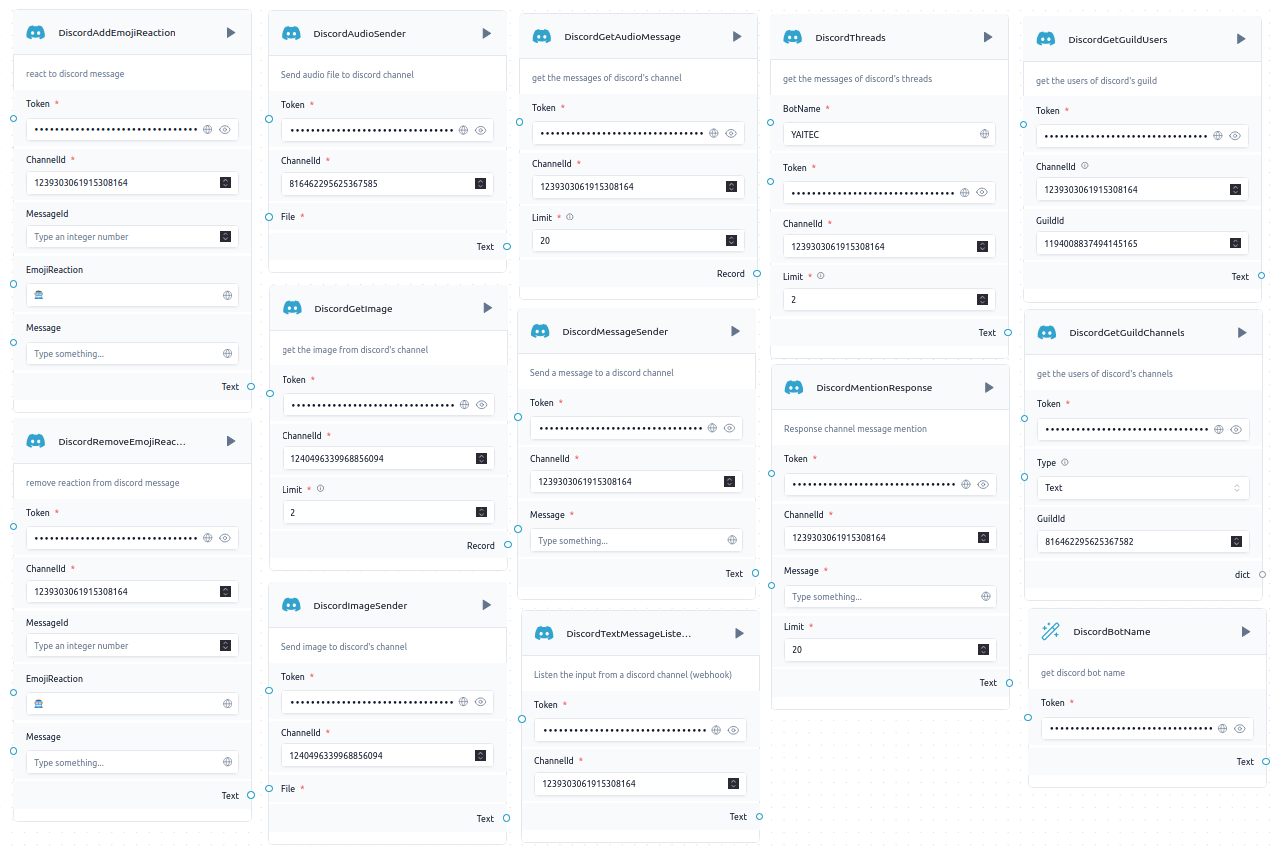 DiscordAddEmojiReaction
react to discord message
Token *
••••••••••••••••••••••••••••••••
ChannelId *
1239303061915308164
MessageId
Type an integer number
EmojiReaction
Message
Type something...
Text
DiscordRemoveEmojiReac...
remove reaction from discord message
Token *
••••••••••••••••••••••••••••••••
ChannelId *
1239303061915308164
MessageId
Type an integer number
EmojiReaction
Message
Type something...
Text
DiscordAudioSender
Send audio file to discord channel
Token *
••••••••••••••••••••••••••••••••
ChannelId *
816462295625367585
File *
Text
DiscordGetImage
get the image from discord's channel
Token *
••••••••••••••••••••••••••••••••
ChannelId *
1240496339968856094
Limit *
2
Record
DiscordImageSender
Send image to discord's channel
Token *
••••••••••••••••••••••••••••••••
ChannelId *
1240496339968856094
File *
Text
DiscordGetAudioMessage
get the messages of discord's channel
Token *
••••••••••••••••••••••••••••••••
ChannelId *
1239303061915308164
Limit *
20
Record
DiscordMessageSender
Send a message to a discord channel
Token *
••••••••••••••••••••••••••••••••
ChannelId *
1239303061915308164
Message *
Type something...
Text
DiscordTextMessageListe...
Listen the input from a discord channel (webhook)
Token *
••••••••••••••••••••••••••••••••
ChannelId *
1239303061915308164
Text
DiscordThreads
get the messages of discord's threads
BotName *
YAITEC
Token *
••••••••••••••••••••••••••••••••
ChannelId *
1239303061915308164
Limit *
2
Text
DiscordMentionResponse
Response channel message mention
Token *
••••••••••••••••••••••••••••••••
ChannelId *
1239303061915308164
Message *
Type something...
Limit *
20
Text
DiscordGetGuildUsers
get the users of discord's guild
Token *
••••••••••••••••••••••••••••••••
ChannelId
1239303061915308164
GuildId
1194008837494145165
Text
DiscordGetGuildChannels
get the users of discord's channels
Token *
••••••••••••••••••••••••••••••••
Type
Text
GuildId
816462295625367582
dict
DiscordBotName
get discord bot name
Token *
••••••••••••••••••••••••••••••••
Text